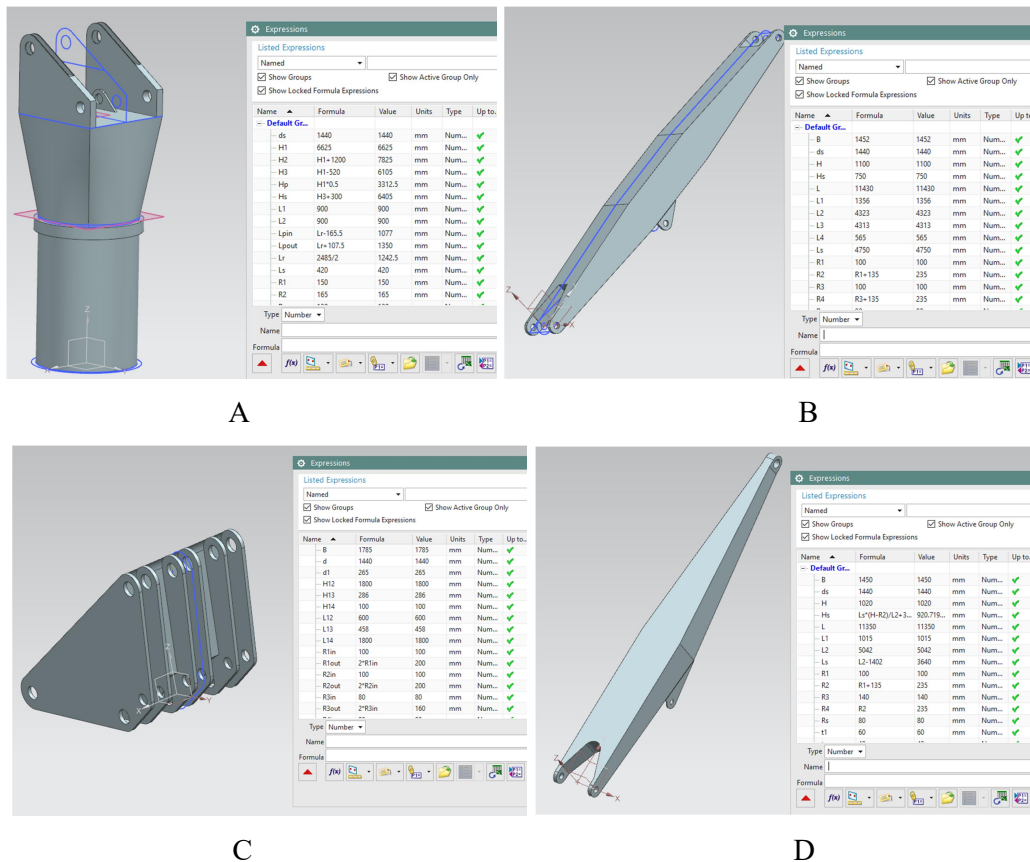 Expressions
Listed Expressions
Named
Show Groups Show Active Group Only
Show Locked Formula Expressions
Name Formula Value Units Type Up to...
Default Gr...
ds 1440 1440 mm Num...
H1 6625 6625 mm Num...
H2 H1+1200 7825 mm Num...
H3 H1-520 6105 mm Num...
Hp H1*0.5 3312.5 mm Num...
Hs H3+300 6405 mm Num...
L1 900 900 mm Num...
L2 900 900 mm Num...
Lpin Lr-165.5 1077 mm Num...
Lpout Lr+107.5 1350 mm Num...
Lr 2485/2 1242.5 mm Num...
Ls 420 420 mm Num...
R1 150 150 mm Num...
R2 165 165 mm Num...
Type Number
Name
Formula
f(x)
P1=
P2=
A
Expressions
Listed Expressions
Named
Show Groups Show Active Group Only
Show Locked Formula Expressions
Name Formula Value Units Type Up to
Default Gr...
B 1452 1452 mm Num...
ds 1440 1440 mm Num...
H 1100 1100 mm Num...
Hs 750 750 mm Num...
L 11430 11430 mm Num...
L1 1356 1356 mm Num...
L2 4323 4323 mm Num...
L3 4313 4313 mm Num...
L4 565 565 mm Num...
Ls 4750 4750 mm Num...
R1 100 100 mm Num...
R2 R1+135 235 mm Num...
R3 100 100 mm Num...
R4 R3+135 235 mm Num...
Type Number
Name
Formula
f(x)
Z
X
B
Expressions
Listed Expressions
Named
Show Groups Show Active Group Only
Show Locked Formula Expressions
Name Formula Value Units Type Up to...
B 1785 1785 mm Num...
d 1440 1440 mm Num...
d1 265 265 mm Num...
H12 1800 1800 mm Num...
H13 286 286 mm Num...
H14 100 100 mm Num...
L12 600 600 mm Num...
L13 458 458 mm Num...
L14 1800 1800 mm Num...
R1in 100 100 mm Num...
R1out 2*R1in 200 mm Num...
R2in 100 100 mm Num...
R2out 2*R2in 200 mm Num...
R3in 80 80 mm Num...
R3out 2*R3in 160 mm Num...
Type Number
Name
Formula
f(x)
X
Y
C
Expressions
Listed Expressions
Named
Show Groups Show Active Group Only
Show Locked Formula Expressions
Name Formula Value Units Type Up to
Default Gr...
B 1450 1450 mm Num...
ds 1440 1440 mm Num...
H 1020 1020 mm Num...
Hs Ls*(H-R2)/L2+3... 920.719... mm Num...
L 11350 11350 mm Num...
L1 1015 1015 mm Num...
L2 5042 5042 mm Num...
Ls L2-1402 3640 mm Num...
R1 100 100 mm Num...
R2 R1+135 235 mm Num...
R3 140 140 mm Num...
R4 R2 235 mm Num...
Rs 80 80 mm Num...
t1 60 60 mm Num...
Type Number
Name
Formula
f(x)
Z
X
D